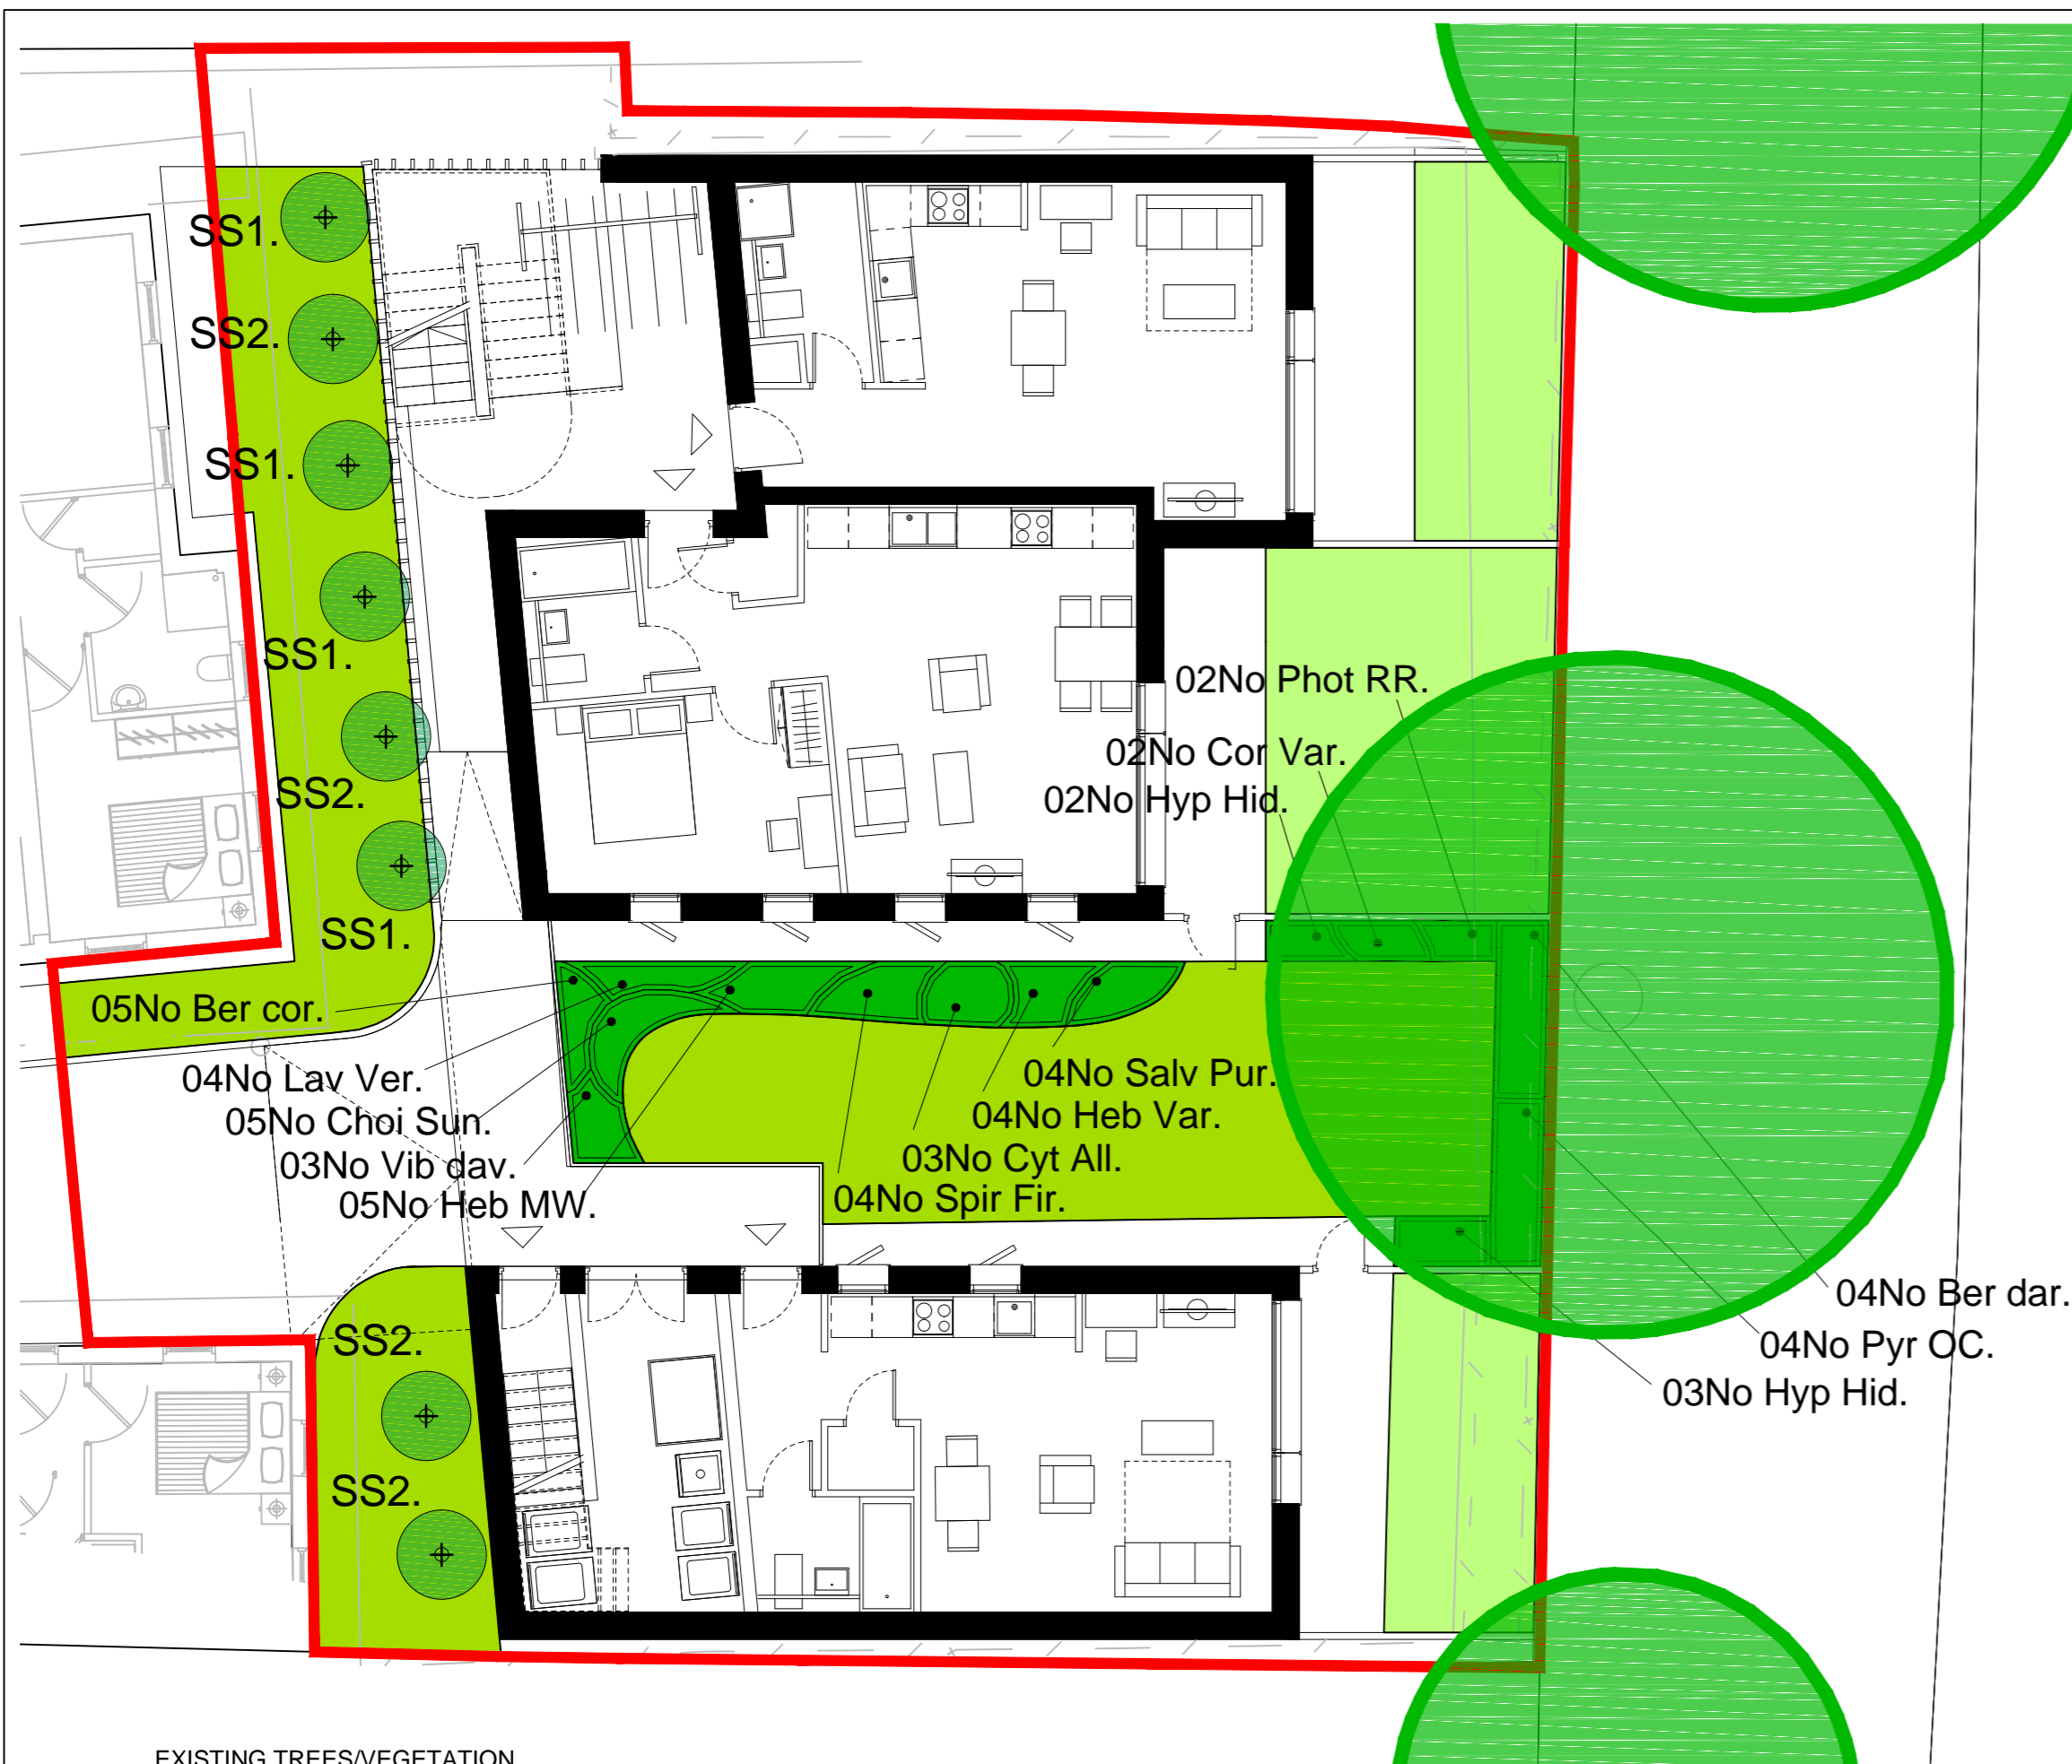 SS1.
SS2.
SS1.
SS1.
02No Phot RR.
02No Cor Var.
SS2.
02No Hyp Hid.
SS1.
05No Ber cor.
04No Lav Ver.
04No Salv Pur.
05No Choi Sun.
04No Heb Var.
03No Vib dav.
03No Cyt All.
05No Heb MW.
04No Spir Fir.
04No Ber dar.
SS2.
04No Pyr OC.
03No Hyp Hid.
SS2.
EXISTING TREES/VEGETATION